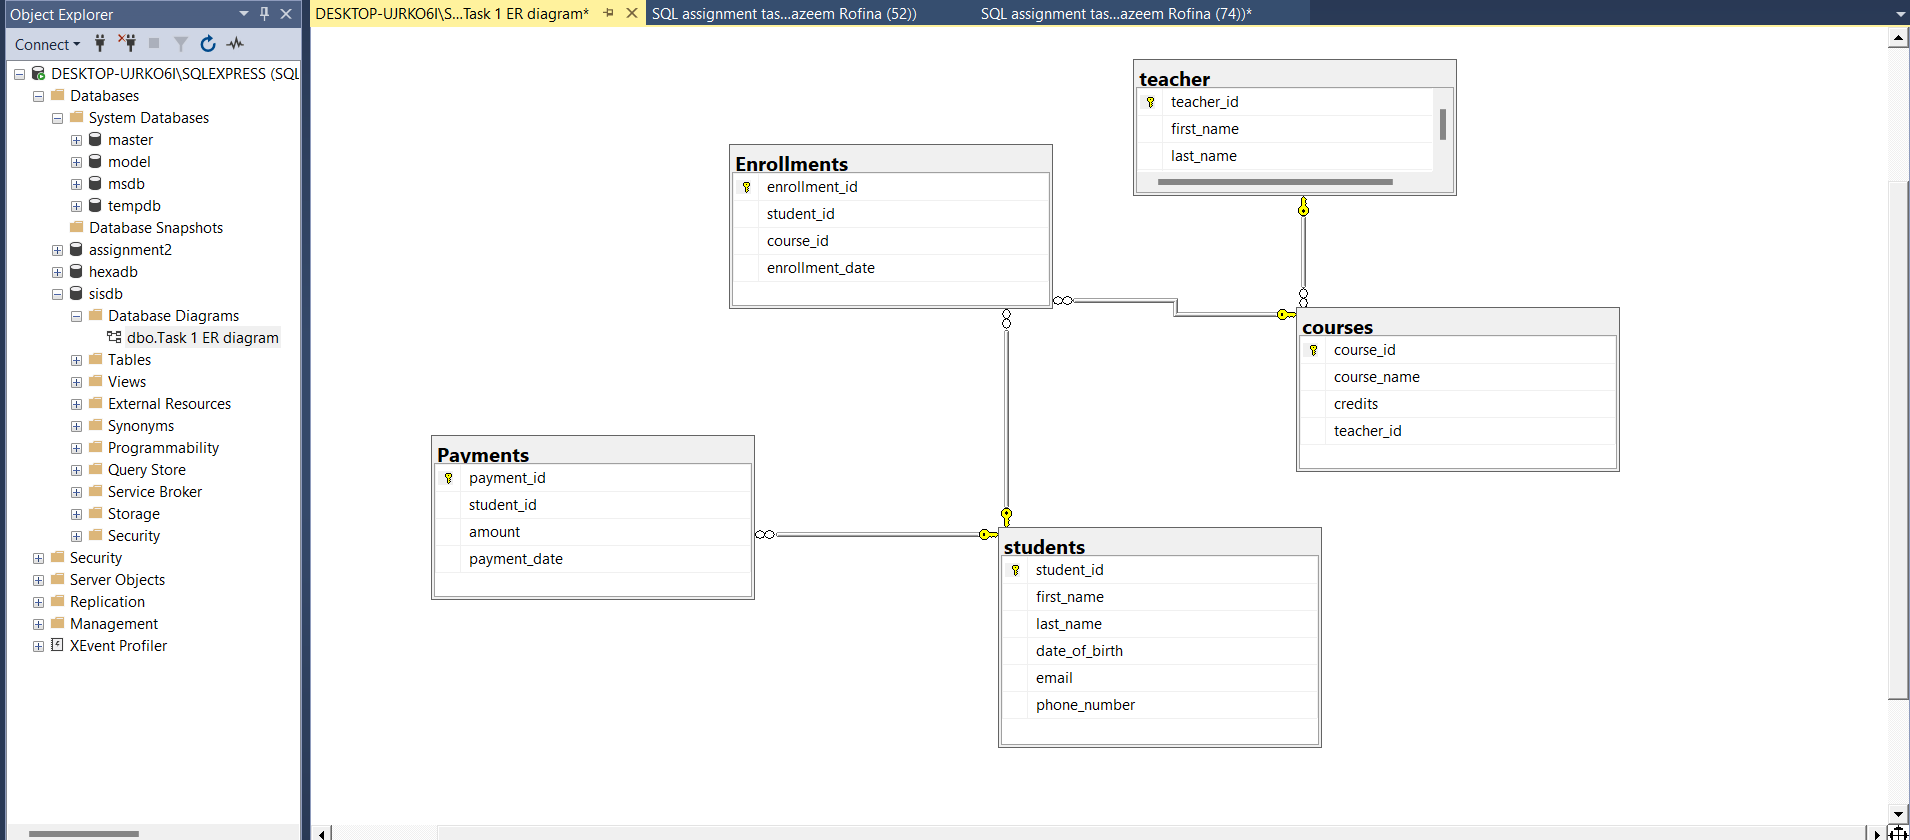 Object Explorer
Connect
DESKTOP-UJRKO6I\SQLEXPRESS (SQL
Databases
System Databases
master
model
msdb
tempdb
Database Snapshots
assignment2
hexadb
sisdb
Database Diagrams
dbo.Task 1 ER diagram
Tables
Views
External Resources
Synonyms
Programmability
Query Store
Service Broker
Storage
Security
Security
Server Objects
Replication
Management
XEvent Profiler
DESKTOP-UJRKO6I\S...Task 1 ER diagram*
SQL assignment tas...azeem Rofina (52))
SQL assignment tas...azeem Rofina (74))*
teacher
teacher_id
first_name
last_name
Enrollments
enrollment_id
student_id
course_id
enrollment_date
courses
course_id
course_name
credits
teacher_id
Payments
payment_id
student_id
amount
payment_date
students
student_id
first_name
last_name
date_of_birth
email
phone_number